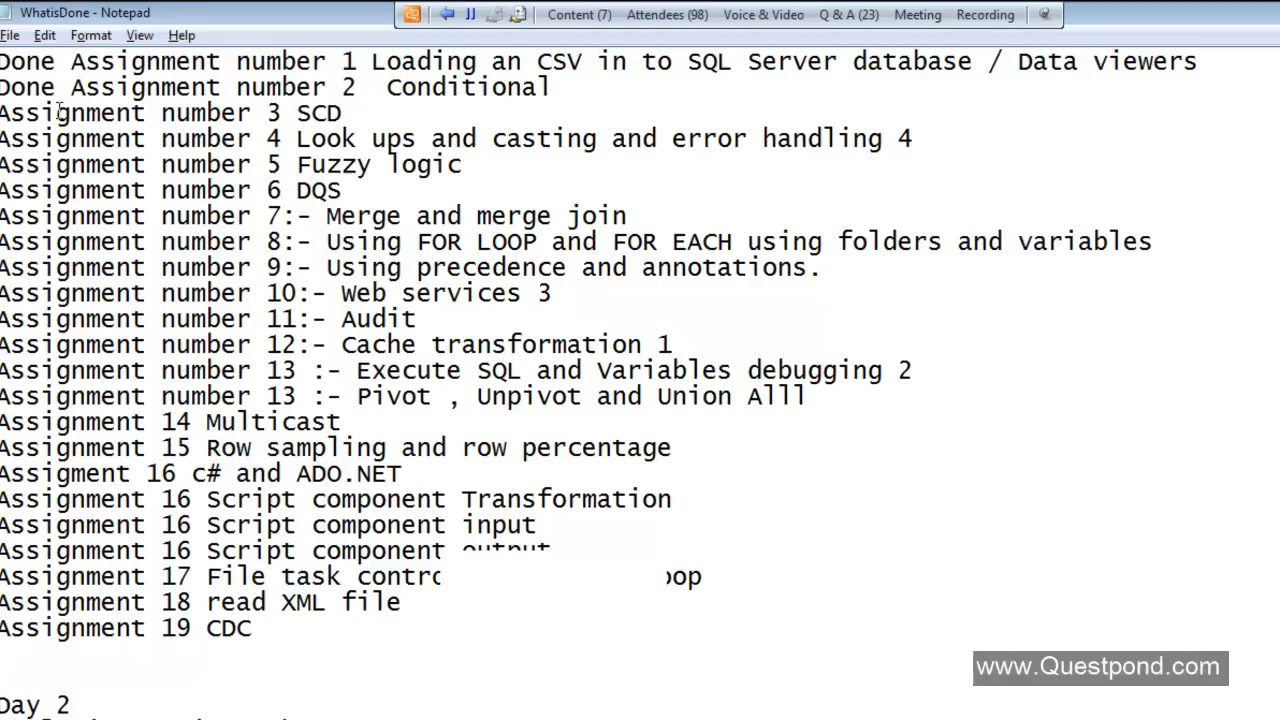 WhatisDone - Notepad
Content (7) Attendees (98) Voice & Video Q & A (23) Meeting Recording
File Edit Format View Help
Done Assignment number 1 Loading an CSV in to SQL Server database / Data viewers
Done Assignment number 2 Conditional
Assignment number 3 SCD
Assignment number 4 Look ups and casting and error handling 4
Assignment number 5 Fuzzy logic
Assignment number 6 DQS
Assignment number 7:- Merge and merge join
Assignment number 8:- Using FOR LOOP and FOR EACH using folders and variables
Assignment number 9:- Using precedence and annotations.
Assignment number 10:- Web services 3
Assignment number 11:- Audit
Assignment number 12:- Cache transformation 1
Assignment number 13 :- Execute SQL and Variables debugging 2
Assignment number 13 :- Pivot , Unpivot and Union Alll
Assignment 14 Multicast
Assignment 15 Row sampling and row percentage
Assigment 16 c# and ADO.NET
Assignment 16 Script component Transformation
Assignment 16 Script component input
Assignment 16 Script component output
Assignment 17 File task
Assignment 18 read XML file
Assignment 19 CDC
www.Questpond.com
Day 2